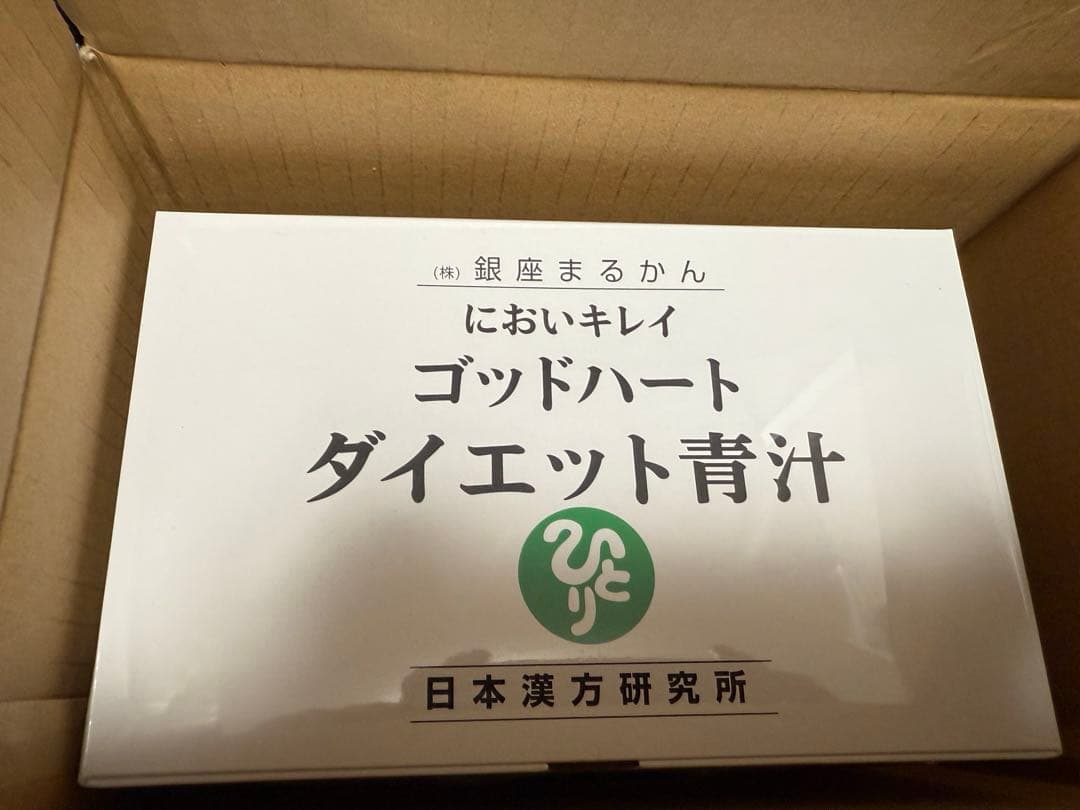 (株) 銀座まるかん
においキレイ
ゴッドハート
ダイエット青汁
ひとり
日本漢方研究所